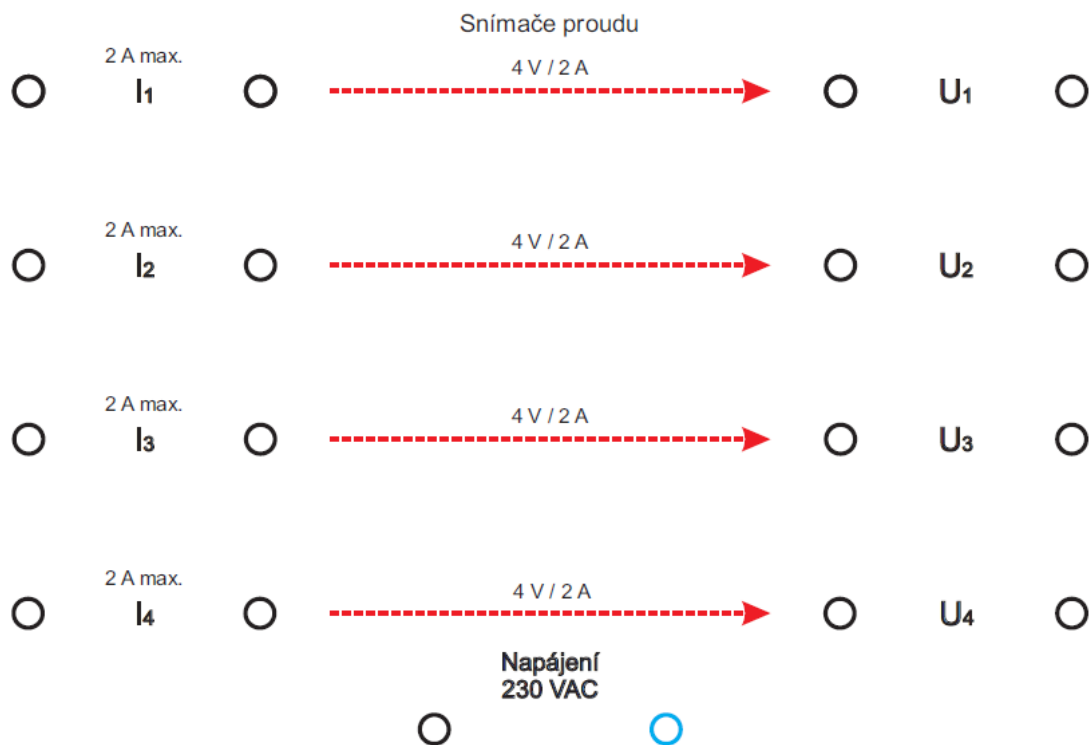 Snímače proudu
2 A max.
I1
4 V / 2 A
U1
2 A max.
I2
4 V / 2 A
U2
2 A max.
I3
4 V / 2 A
U3
2 A max.
I4
4 V / 2 A
U4
Napájení
230 VAC